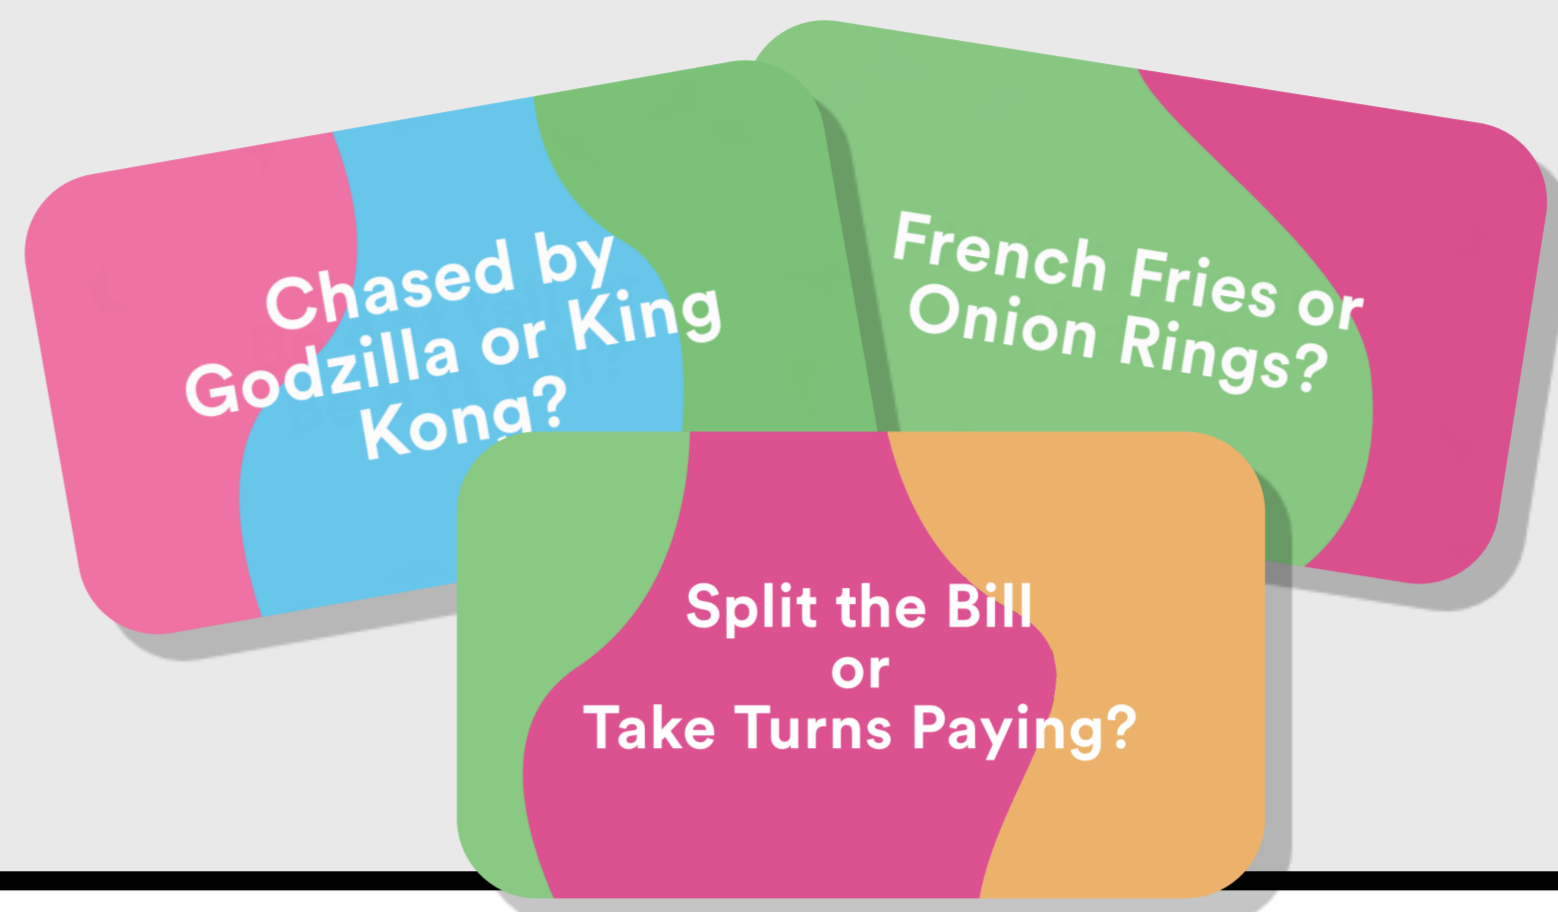 Chased by
Godzilla or King
Kong?
French Fries or
Onion Rings?
Split the Bill
or
Take Turns Paying?